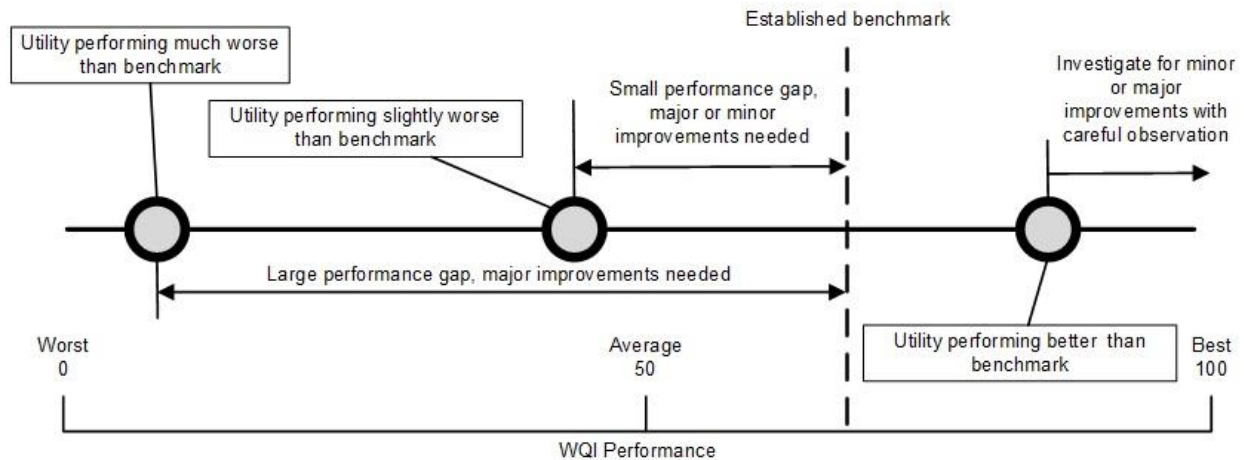 Established benchmark
Utility performing much worse
than benchmark
Investigate for minor
or major
improvements with
careful observation
Small performance gap,
major or minor
improvements needed
Utility performing slightly worse
than benchmark
Large performance gap, major improvements needed
Utility performing better than
benchmark
Worst
0
Average
50
Best
100
WQI Performance